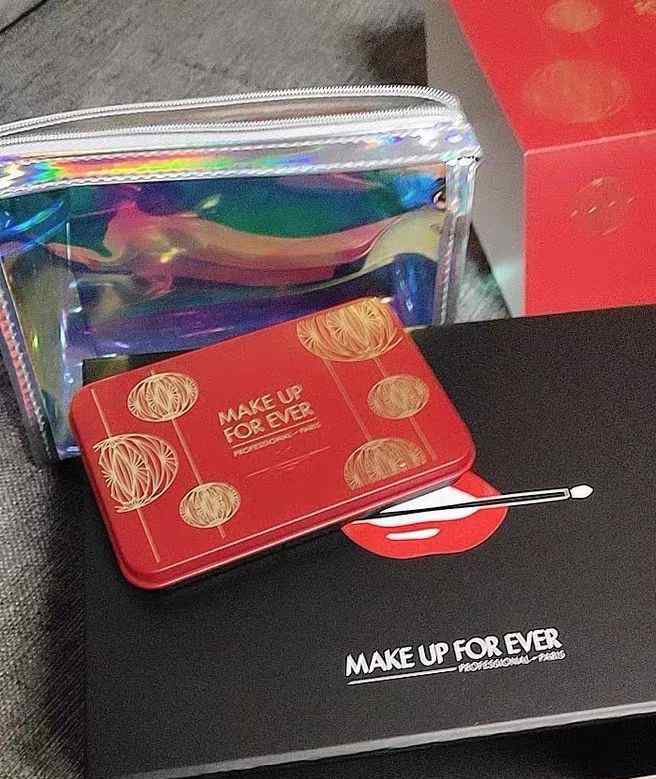 MAKE UP
FOR EVER
PROFESSIONAL - PARIS
MAKE UP FOR EVER
PROFESSIONAL - PARIS